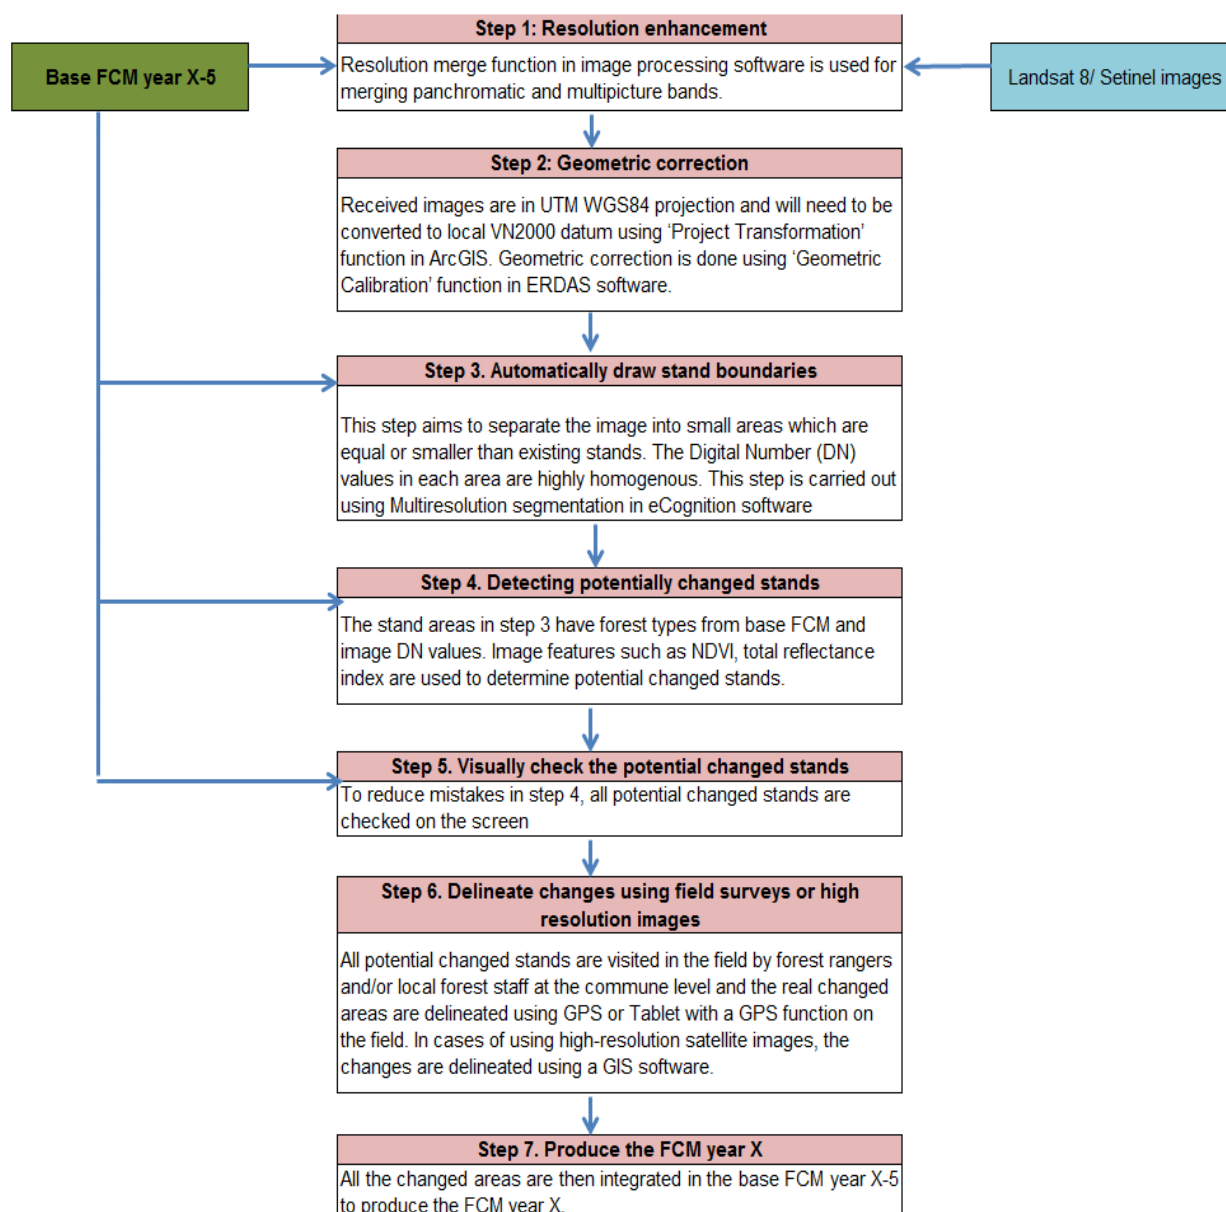 Step 1: Resolution enhancement
Base FCM year X-5
Resolution merge function in image processing software is used for
merging panchromatic and multipicture bands.
Landsat 8/ Setinel images
Step 2: Geometric correction
Received images are in UTM WGS84 projection and will need to be
converted to local VN2000 datum using ‘Project Transformation’
function in ArcGIS. Geometric correction is done using ‘Geometric
Calibration’ function in ERDAS software.
Step 3. Automatically draw stand boundaries
This step aims to separate the image into small areas which are
equal or smaller than existing stands. The Digital Number (DN)
values in each area are highly homogenous. This step is carried out
using Multiresolution segmentation in eCognition software
Step 4. Detecting potentially changed stands
The stand areas in step 3 have forest types from base FCM and
image DN values. Image features such as NDVI, total reflectance
index are used to determine potential changed stands.
Step 5. Visually check the potential changed stands
To reduce mistakes in step 4, all potential changed stands are
checked on the screen
Step 6. Delineate changes using field surveys or high
resolution images
All potential changed stands are visited in the field by forest rangers
and/or local forest staff at the commune level and the real changed
areas are delineated using GPS or Tablet with a GPS function on
the field. In cases of using high-resolution satellite images, the
changes are delineated using a GIS software.
Step 7. Produce the FCM year X
All the changed areas are then integrated in the base FCM year X-5
to produce the FCM year X.